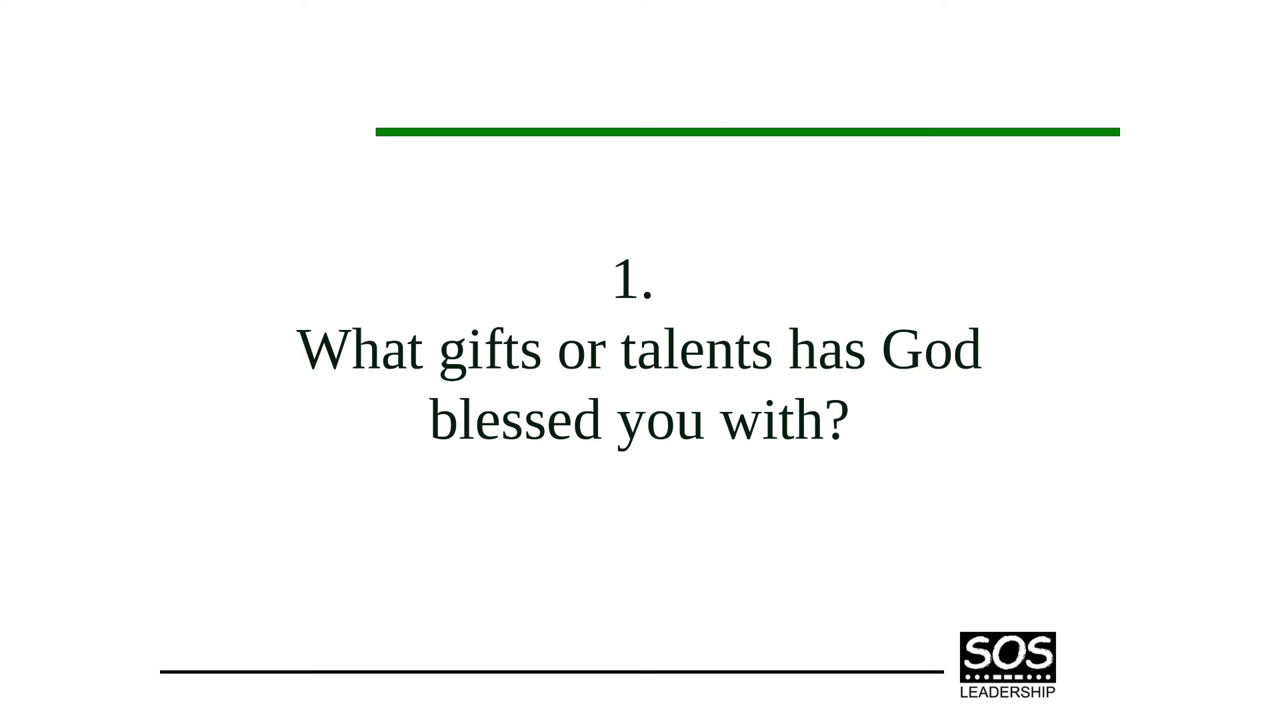 1.
What gifts or talents has God
blessed you with?
SOS
LEADERSHIP